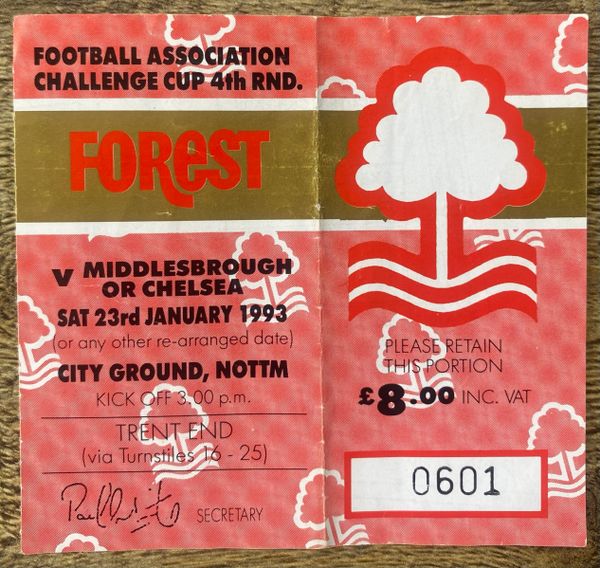 FOOTBALL ASSOCIATION
CHALLENGE CUP 4th RND.
FOREST
V MIDDLESBROUGH
OR CHELSEA
SAT 23rd JANUARY 1993
(or any other re-arranged date)
CITY GROUND, NOTTM
KICK OFF 3.00 p.m.
TRENT END
(via Turnstiles 16 - 25)
SECRETARY
PLEASE RETAIN
THIS PORTION
£8.00 INC. VAT
0601